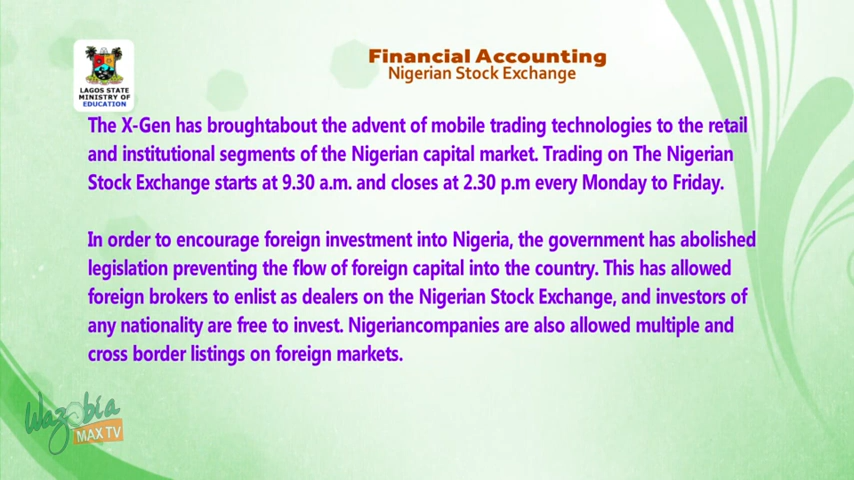 Financial Accounting
Nigerian Stock Exchange
LAGOS STATE
MINISTRY OF
EDUCATION
The X-Gen has broughtabout the advent of mobile trading technologies to the retail
and institutional segments of the Nigerian capital market. Trading on The Nigerian
Stock Exchange starts at 9.30 a.m. and closes at 2.30 p.m every Monday to Friday.
In order to encourage foreign investment into Nigeria, the government has abolished
legislation preventing the flow of foreign capital into the country. This has allowed
foreign brokers to enlist as dealers on the Nigerian Stock Exchange, and investors of
any nationality are free to invest. Nigeriancompanies are also allowed multiple and
cross border listings on foreign markets.
Wazobia
MAX TV